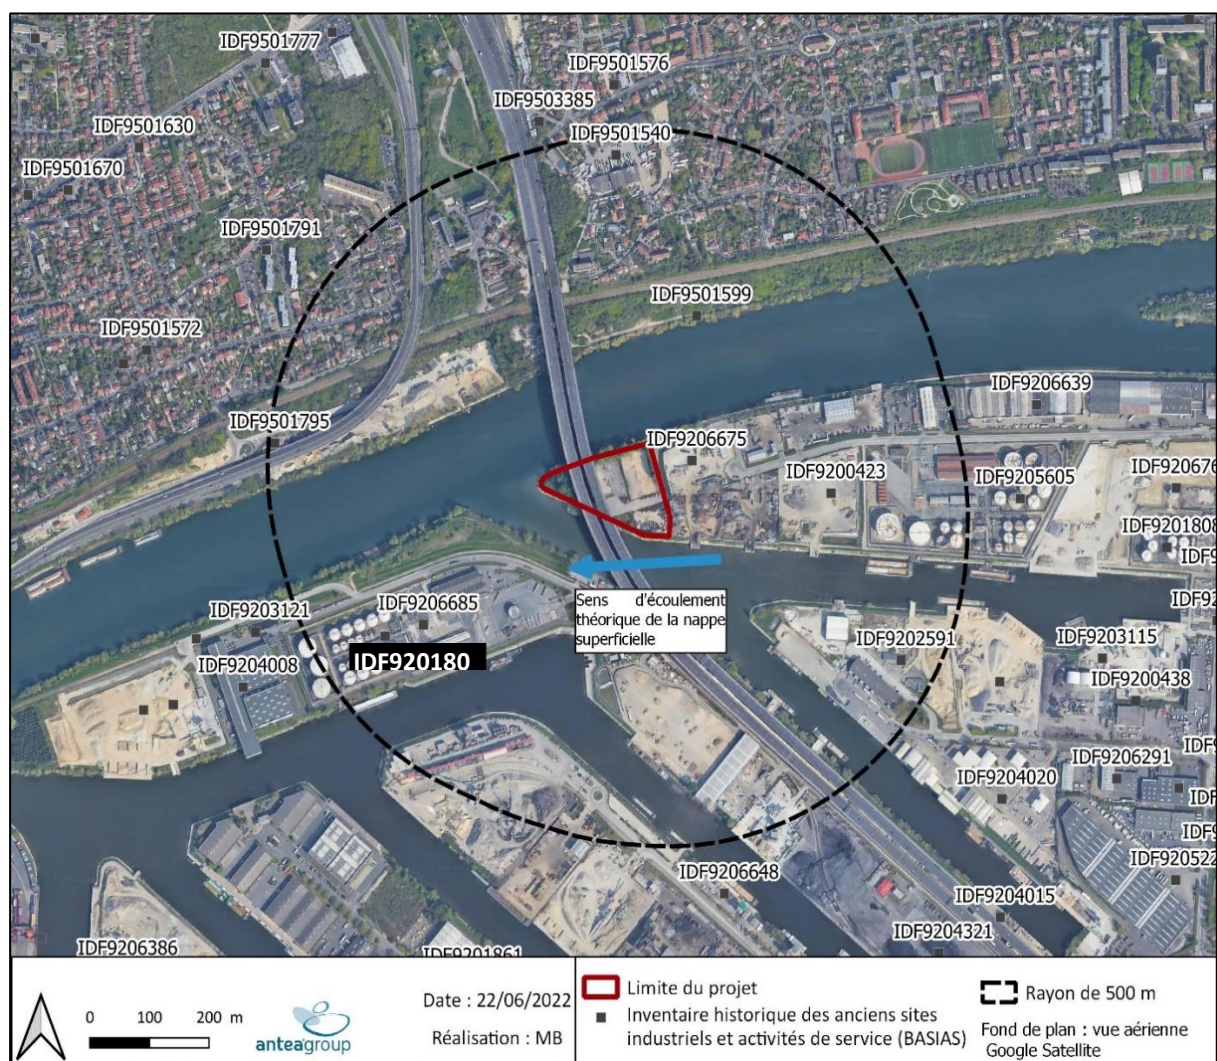 IDF9501777
IDF9501576
IDF9503385
IDF9501630
IDF9501540
IDF9501670
IDF9501791
IDF9501599
IDF9501572
IDF9206639
IDF9501795
IDF9206675
IDF9200423
IDF9205605
IDF92067
IDF9201808
Sens d'écoulement
théorique de la nappe
superficielle
IDF9203121
IDF9206685
IDF920180
IDF9204008
IDF9202591
IDF9203115
IDF9200438
IDF9206291
IDF9204020
IDF920522
IDF9206648
IDF9204015
IDF9204321
IDF9206386
IDF9201861
0 100 200 m
anteagroup
Date : 22/06/2022
Réalisation : MB
Limite du projet
Inventaire historique des anciens sites
industriels et activités de service (BASIAS)
Rayon de 500 m
Fond de plan : vue aérienne
Google Satellite